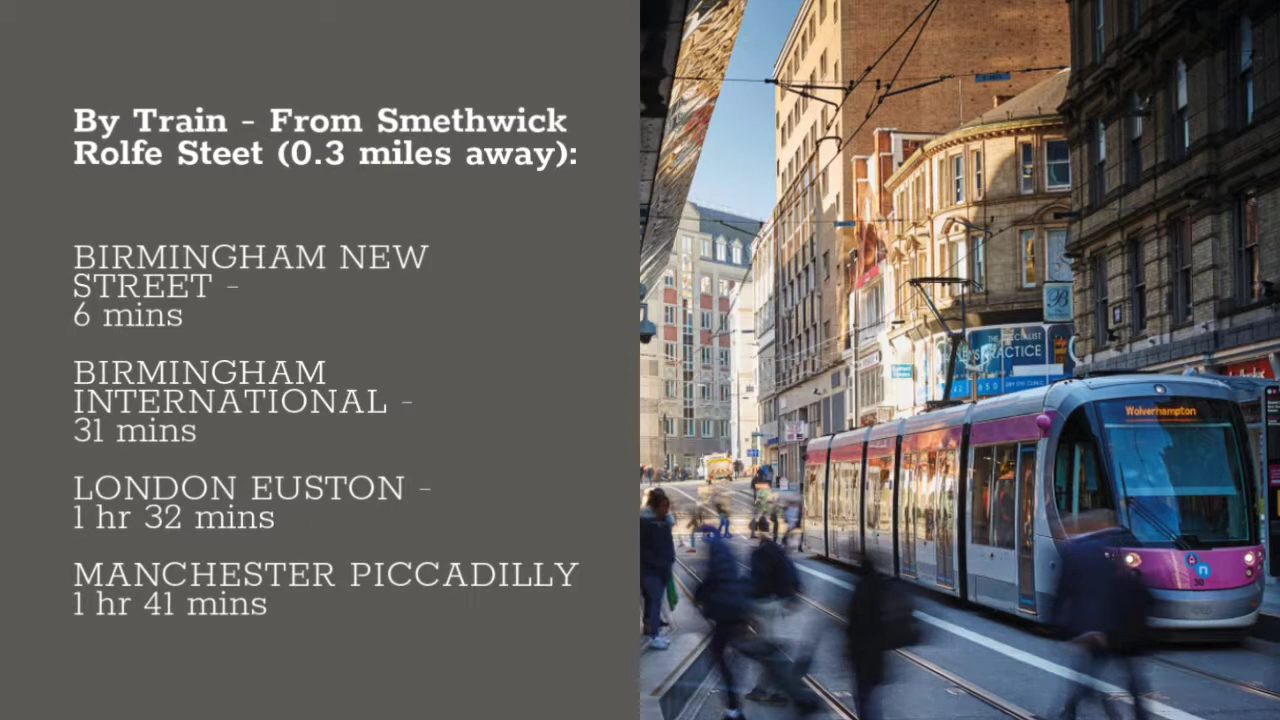 By Train - From Smethwick
Rolfe Steet (0.3 miles away):
BIRMINGHAM NEW
STREET -
6 mins
BIRMINGHAM
INTERNATIONAL -
31 mins
LONDON EUSTON -
1 hr 32 mins
MANCHESTER PICCADILLY
1 hr 41 mins
Wolverhampton